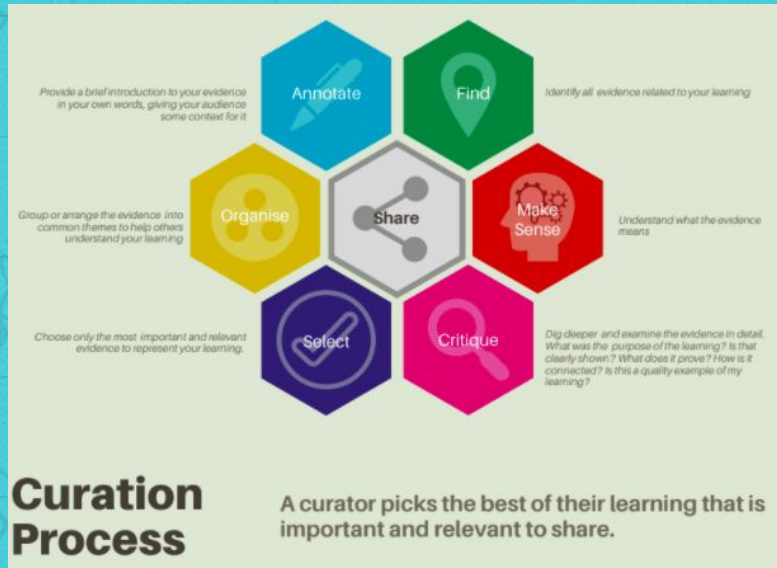 Annotate
Provide a brief introduction to your evidence
in your own words, giving your audience
some context for it
Find
Identify all evidence related to your learning
Organise
Group or arrange the evidence into
common themes to help others
understand your learning
Share
Make
Sense
Understand what the evidence
means
Select
Choose only the most important and relevant
evidence to represent your learning.
Critique
Dig deeper and examine the evidence in detail.
What was the purpose of the learning? Is that
clearly shown? What does it prove? How is it
connected? Is this a quality example of my
learning?
Curation
Process
A curator picks the best of their learning that is
important and relevant to share.